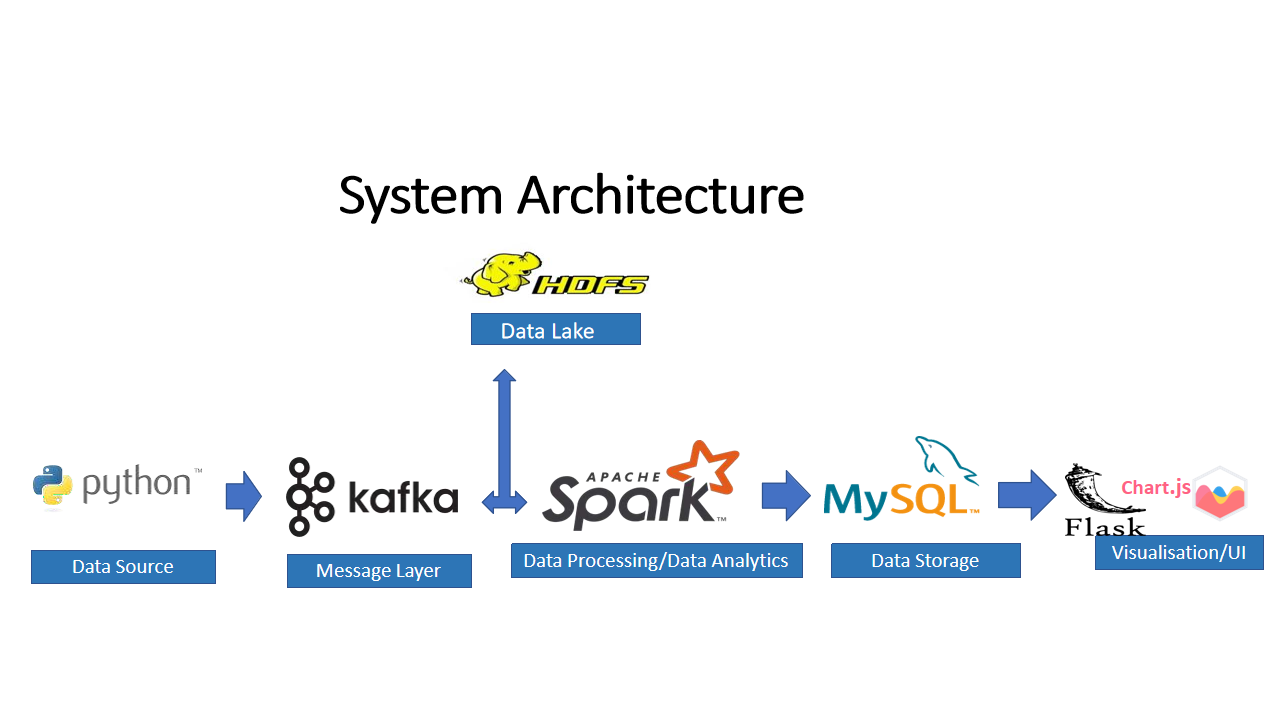 System Architecture
HDFS
Data Lake
python™
Data Source
kafka
Message Layer
APACHE
Spark™
Data Processing/Data Analytics
MySQL™
Data Storage
Chart.js
Flask
Visualisation/UI